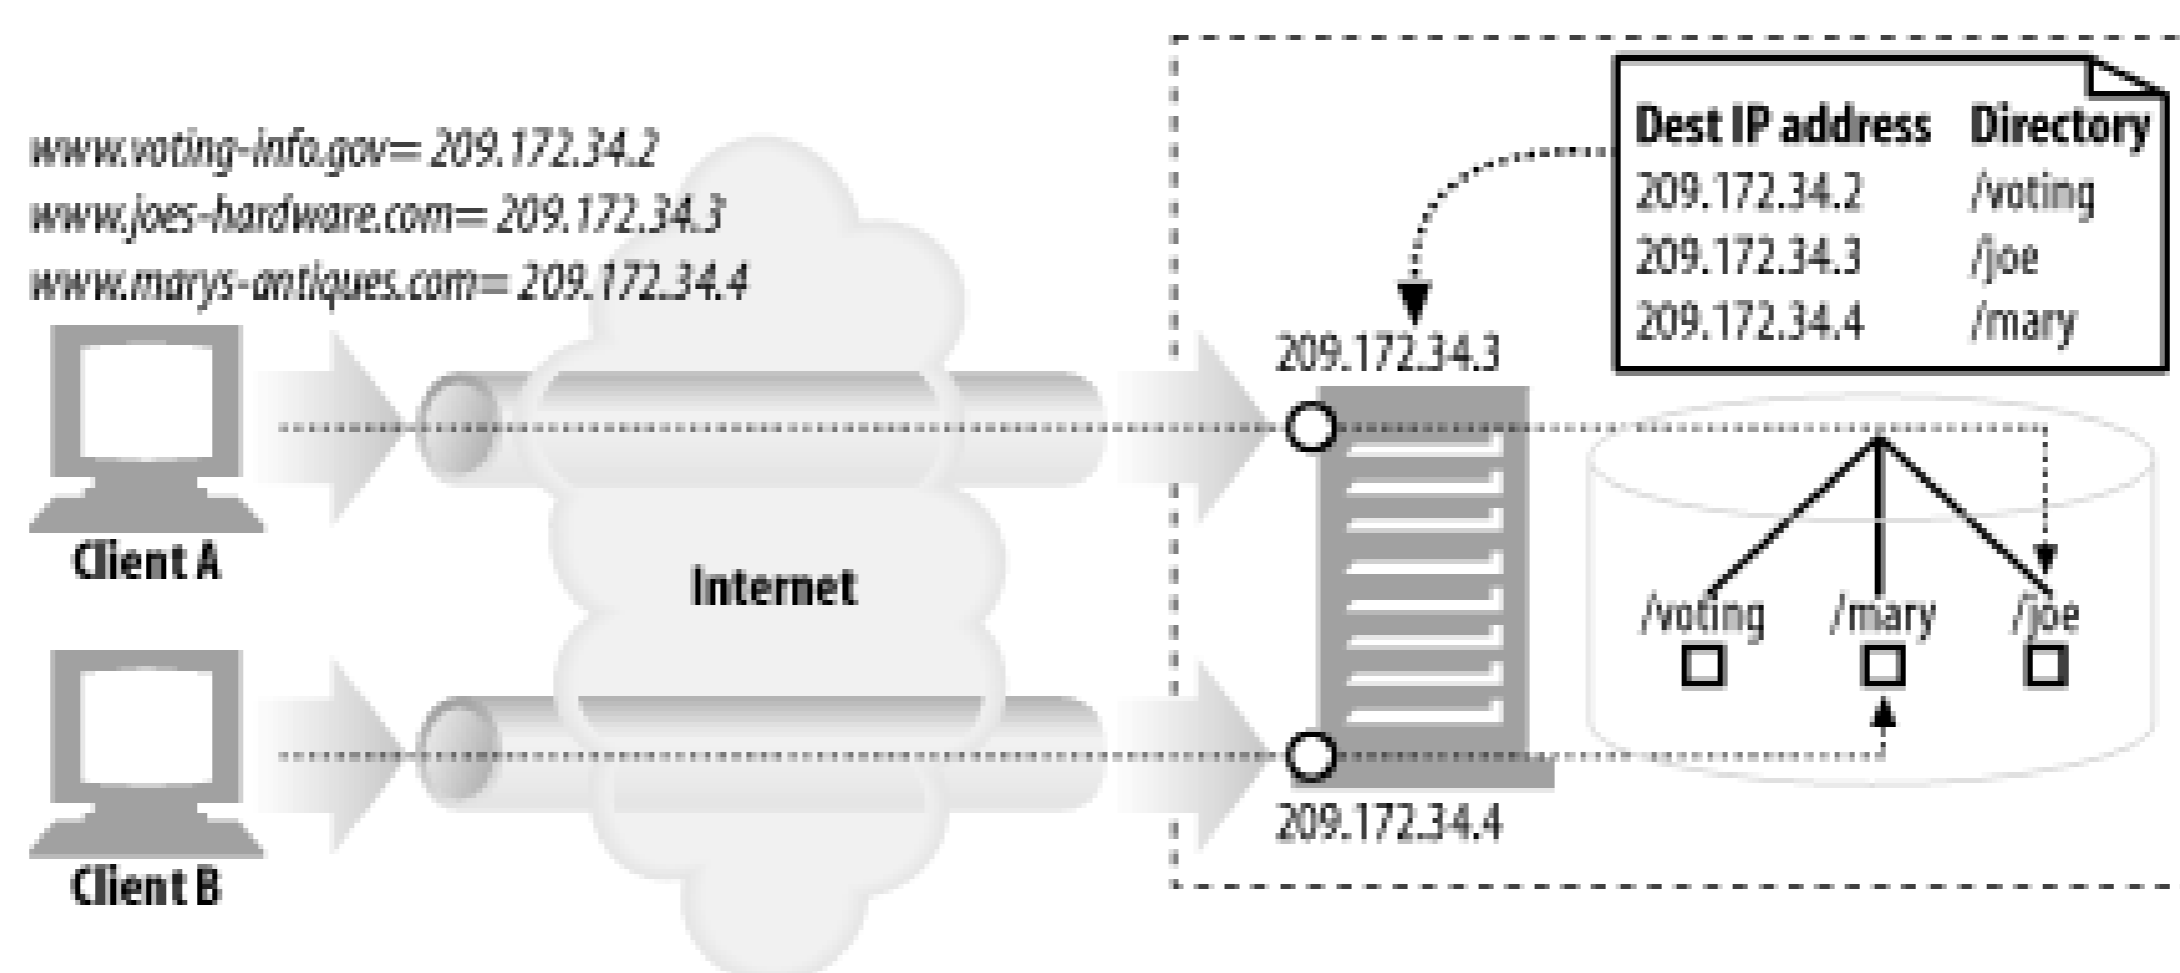 www.voting-info.gov= 209.172.34.2
www.joes-hardware.com= 209.172.34.3
www.marys-antiques.com= 209.172.34.4
Client A
Client B
Internet
Dest IP address Directory
209.172.34.2 /voting
209.172.34.3 /joe
209.172.34.4 /mary
209.172.34.3
/voting /mary /joe
209.172.34.4